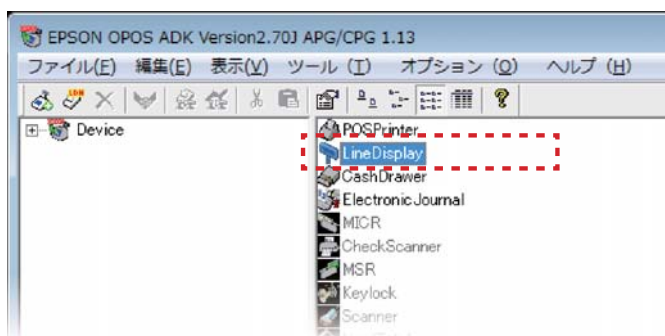 EPSON OPOS ADK Version2.70J APG/CPG 1.13
ファイル(E) 編集(E) 表示(V) ツール (T) オプション (O) ヘルプ (H)
Device
POSPrinter
LineDisplay
CashDrawer
ElectronicJournal
MICR
CheckScanner
MSR
Keylock
Scanner